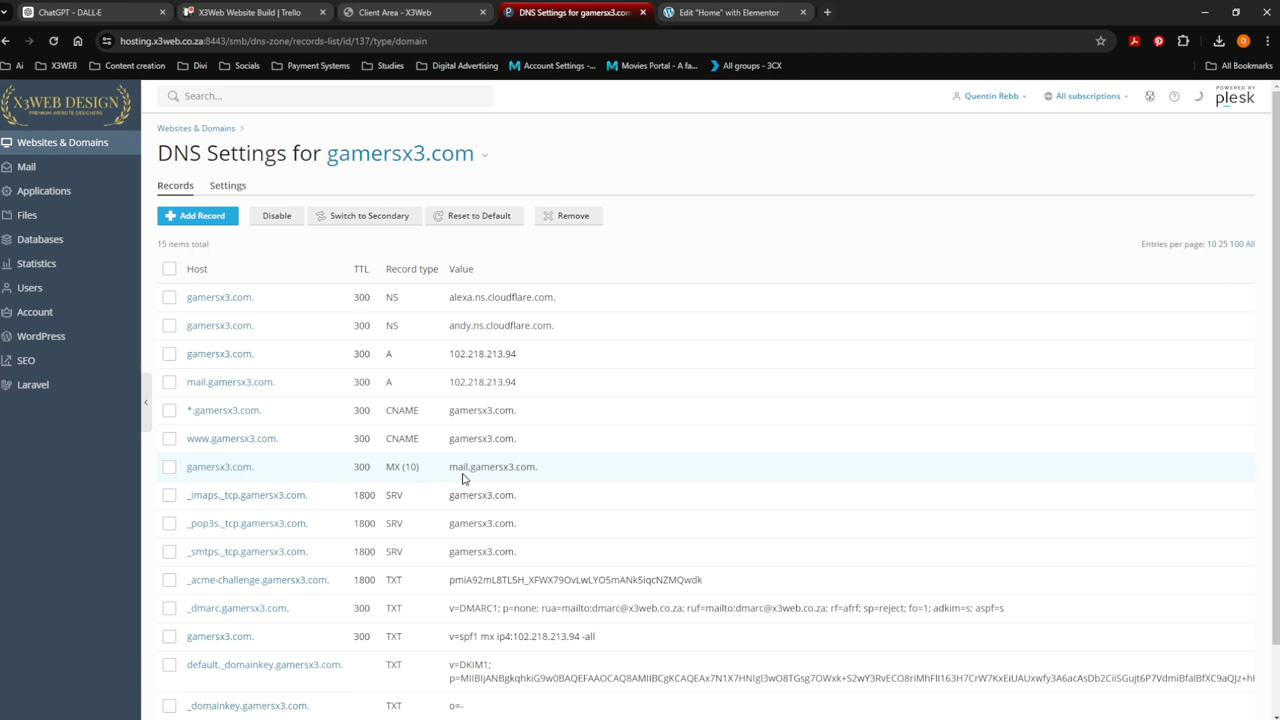 ChatGPT - DALL-E
X3Web Website Build | Trello
Client Area - X3Web
DNS Settings for gamersx3.com
Edit "Home" with Elementor
hosting.x3web.co.za:8443/smb/dns-zone/records-list/id/137/type/domain
Ai
X3WEB
Content creation
Divi
Socials
Payment Systems
Studies
Digital Advertising
Account Settings -...
Movies Portal - A fa...
All groups - 3CX
All Bookmarks
X3WEB DESIGN
PREMIUM WEBSITE DESIGNERS
Search...
Quentin Rebb
All subscriptions
POWERED BY
plesk
Websites & Domains
Mail
Applications
Files
Databases
Statistics
Users
Account
WordPress
SEO
Laravel
Websites & Domains
DNS Settings for gamersx3.com
Records Settings
Add Record Disable Switch to Secondary Reset to Default Remove
15 items total Entries per page: 10 25 100 All
Host TTL Record type Value
gamersx3.com. 300 NS alexa.ns.cloudflare.com.
gamersx3.com. 300 NS andy.ns.cloudflare.com.
gamersx3.com. 300 A 102.218.213.94
mail.gamersx3.com. 300 A 102.218.213.94
*.gamersx3.com. 300 CNAME gamersx3.com.
www.gamersx3.com. 300 CNAME gamersx3.com.
gamersx3.com. 300 MX (10) mail.gamersx3.com.
_imaps._tcp.gamersx3.com. 1800 SRV gamersx3.com.
_pop3s._tcp.gamersx3.com. 1800 SRV gamersx3.com.
_smtps._tcp.gamersx3.com. 1800 SRV gamersx3.com.
_acme-challenge.gamersx3.com. 1800 TXT pmiA92mL8TL5H_XFWX79OvLwLYO5mANk5iqcNZMQwdk
_dmarc.gamersx3.com. 300 TXT v=DMARC1; p=none; rua=mailto:dmarc@x3web.co.za; ruf=mailto:dmarc@x3web.co.za; rf=afrf; sp=reject; fo=1; adkim=s; aspf=s
gamersx3.com. 300 TXT v=spf1 mx ip4:102.218.213.94 -all
default._domainkey.gamersx3.com. TXT v=DKIM1;
_domainkey.gamersx3.com. TXT o=-